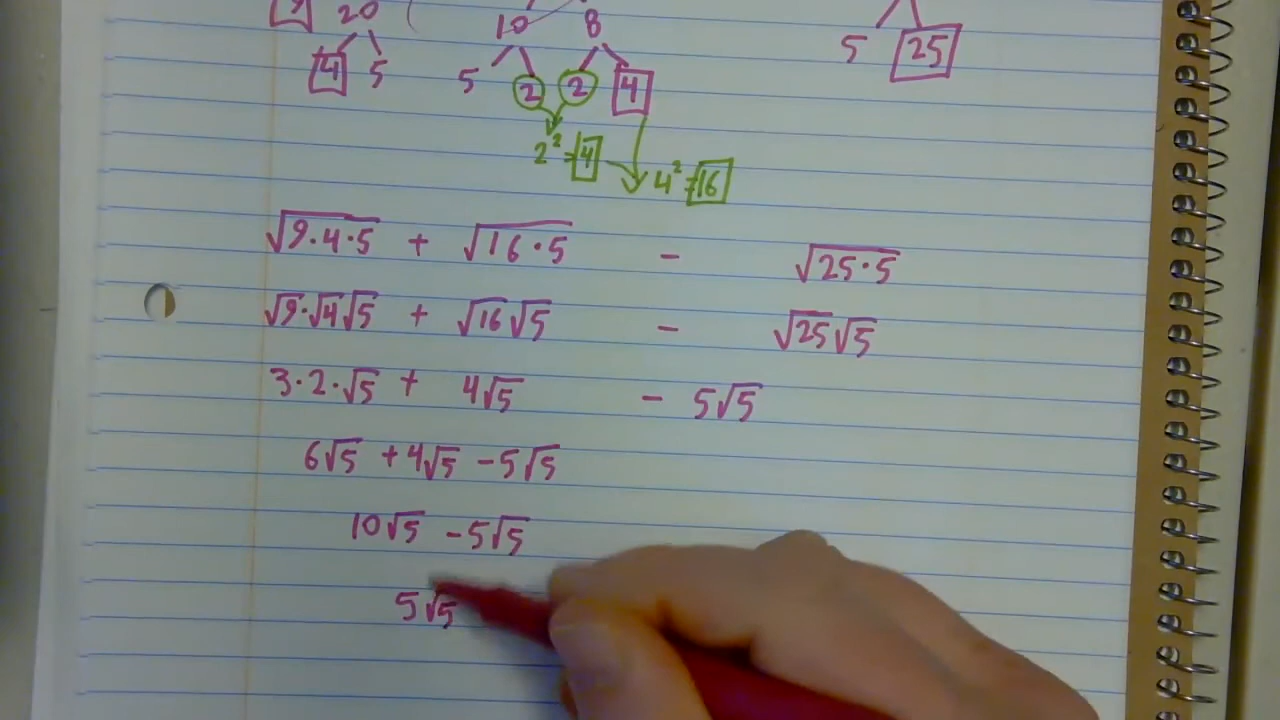 9 20 10 8
4 5 5 2 2 4 5 25
2² = 4 4² = 16
√9·4·5 + √16·5 - √25·5
√9·√4√5 + √16√5 - √25√5
3·2·√5 + 4√5 - 5√5
6√5 + 4√5 - 5√5
10√5 - 5√5
5√5